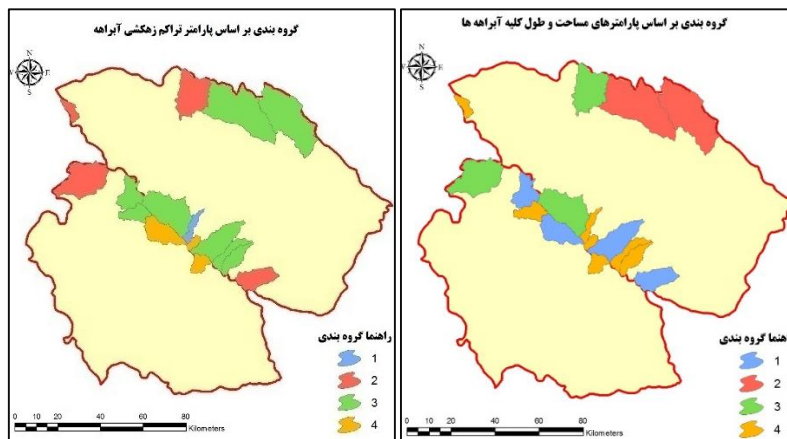 گروه بندی بر اساس پارامتر تراکم زهکشی آبراهه
N
W E
S
راهنما گروه بندی
1
2
3
4
0 10 20 40 60 80
Kilometers
گروه بندی بر اساس پارامترهای مساحت و طول کلیه آبراهه ها
N
W E
S
راهنما گروه بندی
1
2
3
4
0 10 20 40 60 80
Kilometers